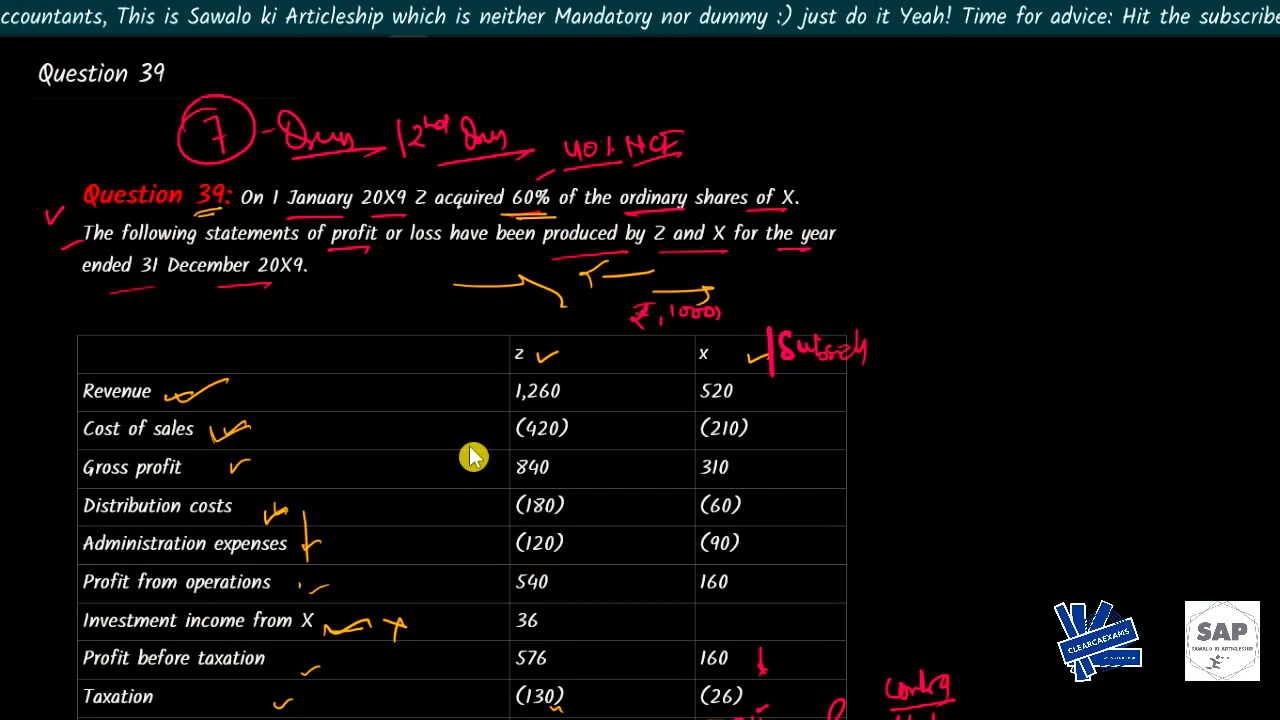 ccountants, This is Sawalo ki Articleship which is neither Mandatory nor dummy :) just do it Yeah! Time for advice: Hit the subscribe
Question 39
7
40% NCI
Question 39: On 1 January 20X9 Z acquired 60% of the ordinary shares of X.
The following statements of profit or loss have been produced by Z and X for the year
ended 31 December 20X9.
z x
Revenue 1,260 520
Cost of sales (420) (210)
Gross profit 840 310
Distribution costs (180) (60)
Administration expenses (120) (90)
Profit from operations 540 160
Investment income from X 36
Profit before taxation 576 160
Taxation (130) (26)
CLEARCAEXAMS
SAP
SAWALO KI ARTICLESHIP